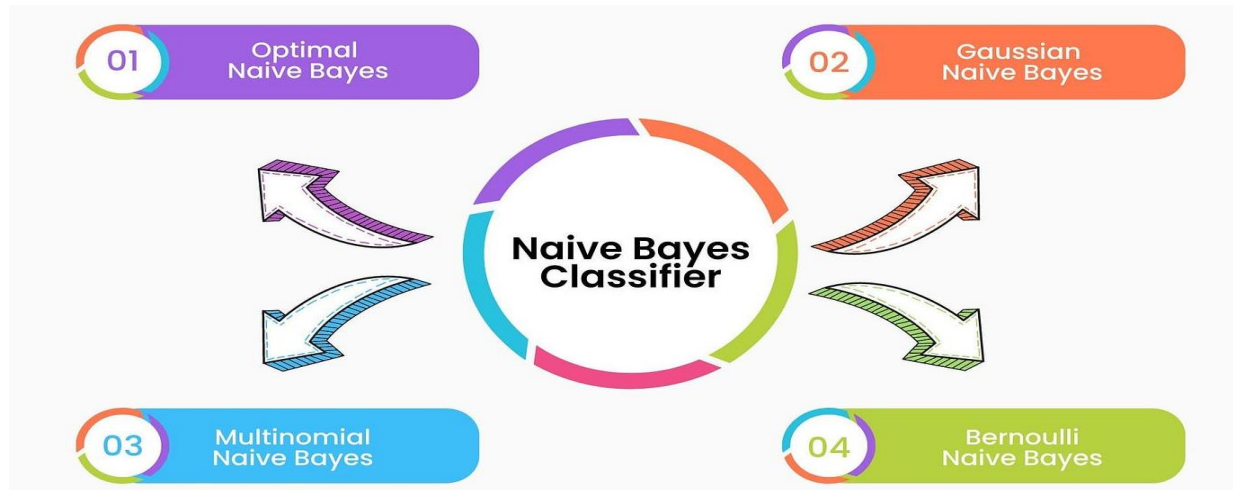 01
Optimal
Naive Bayes
02
Gaussian
Naive Bayes
Naive Bayes
Classifier
03
Multinomial
Naive Bayes
04
Bernoulli
Naive Bayes